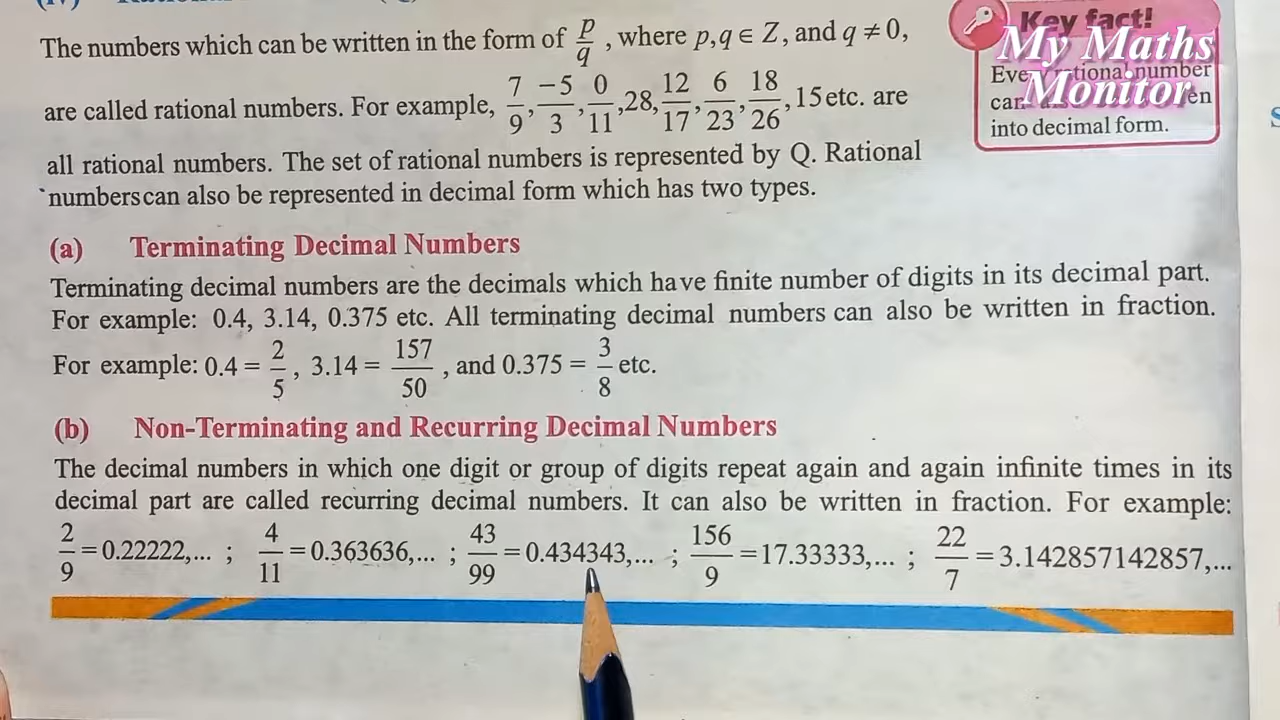 The numbers which can be written in the form of p/q , where p,q ∈ Z, and q ≠ 0,
are called rational numbers. For example, 7/9, -5/3, 0/11, 28, 12/17, 6/23, 18/26, 15 etc. are
all rational numbers. The set of rational numbers is represented by Q. Rational
numbers can also be represented in decimal form which has two types.
Key fact!
My Maths
Monitor
number
into decimal form.
(a) Terminating Decimal Numbers
Terminating decimal numbers are the decimals which have finite number of digits in its decimal part.
For example: 0.4, 3.14, 0.375 etc. All terminating decimal numbers can also be written in fraction.
For example: 0.4 = 2/5 , 3.14 = 157/50 , and 0.375 = 3/8 etc.
(b) Non-Terminating and Recurring Decimal Numbers
The decimal numbers in which one digit or group of digits repeat again and again infinite times in its
decimal part are called recurring decimal numbers. It can also be written in fraction. For example:
2/9 = 0.22222,... ; 4/11 = 0.363636,... ; 43/99 = 0.434343,... ; 156/9 = 17.33333,... ; 22/7 = 3.142857142857,...